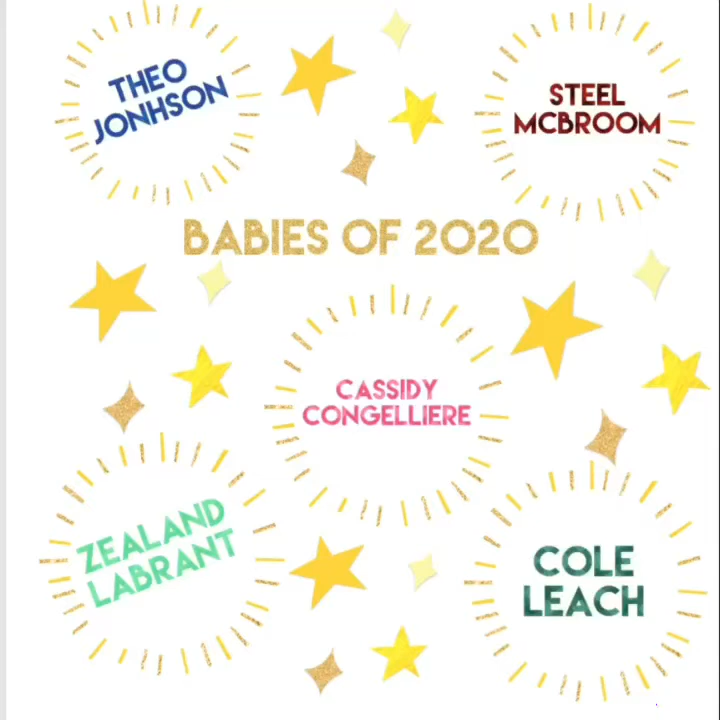 THEO
JONHSON
STEEL
MCBROOM
BABIES OF 2020
CASSIDY
CONGELLIERE
ZEALAND
LABRANT
COLE
LEACH